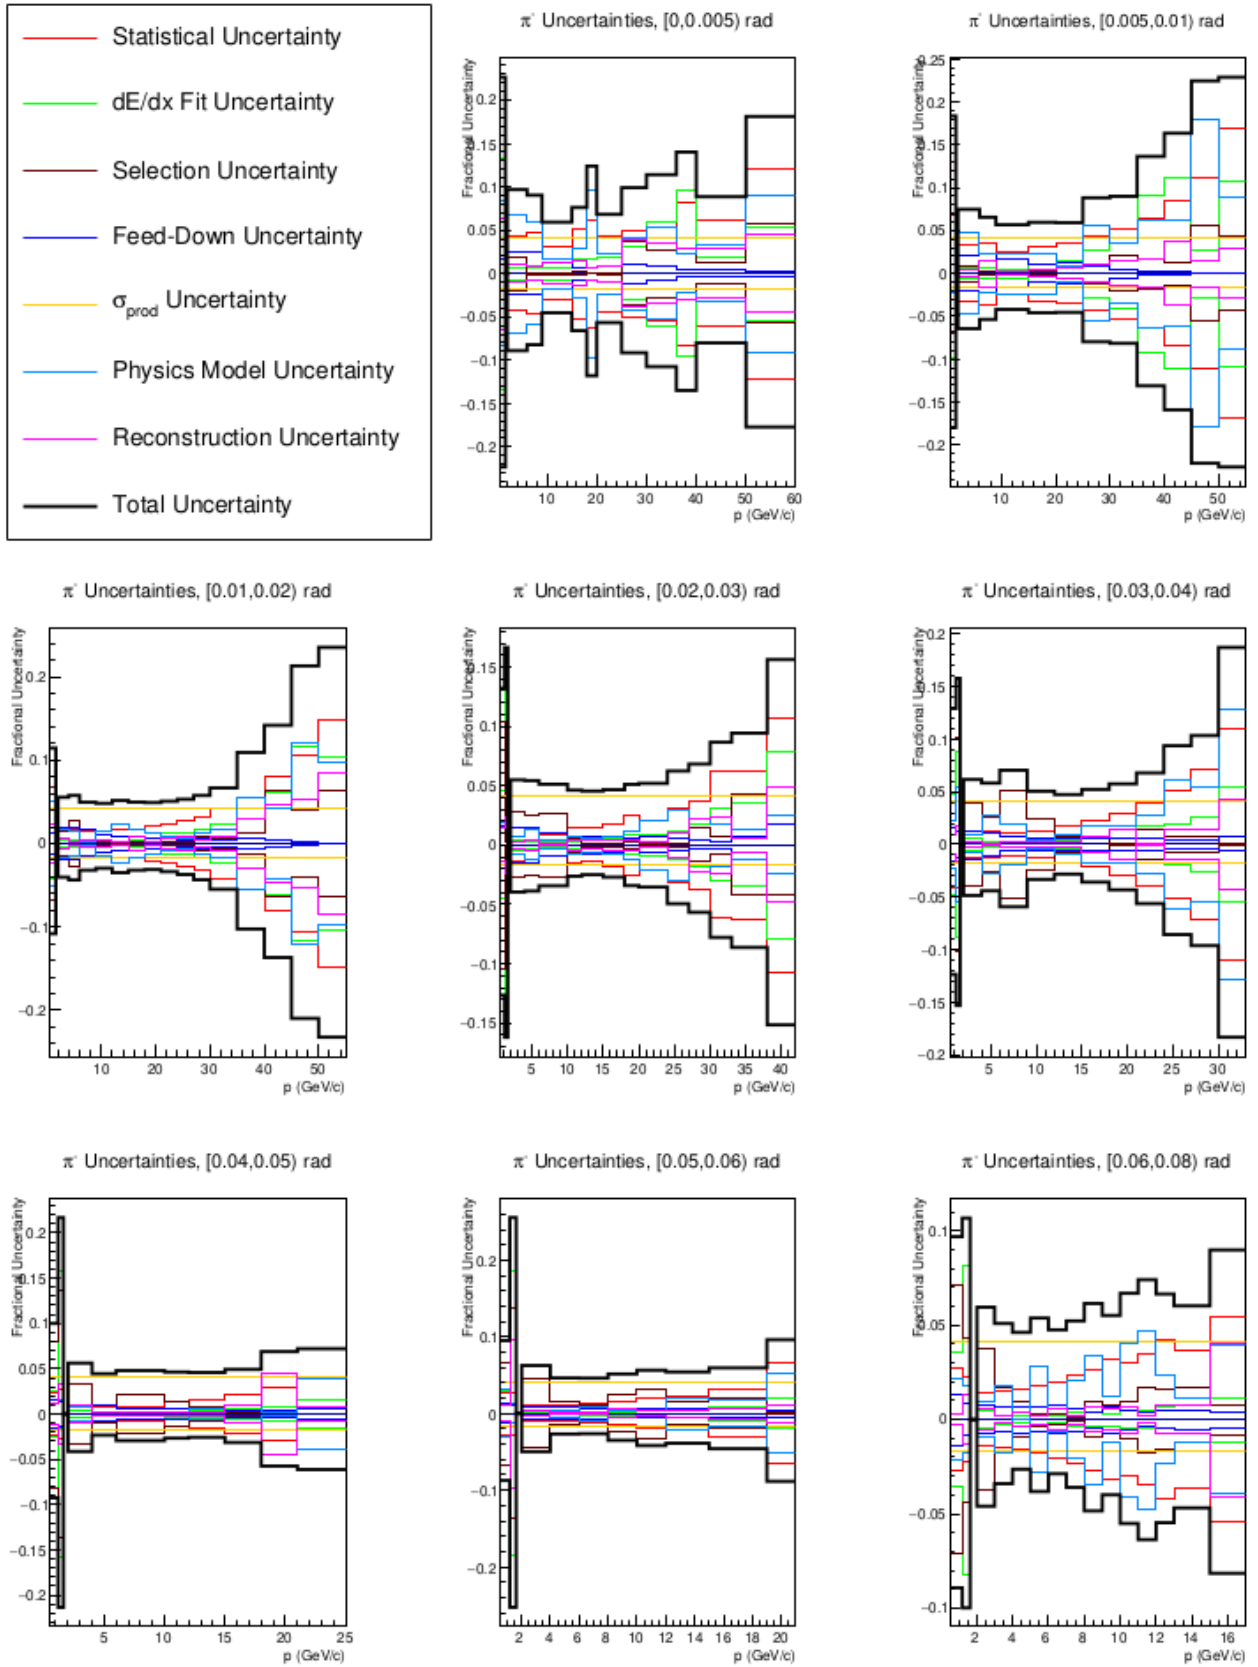 Statistical Uncertainty
dE/dx Fit Uncertainty
Selection Uncertainty
Feed-Down Uncertainty
σprod Uncertainty
Physics Model Uncertainty
Reconstruction Uncertainty
Total Uncertainty
π- Uncertainties, [0,0.005) rad
Fractional Uncertainty
0.2
0.15
0.1
0.05
0
−0.05
−0.1
−0.15
−0.2
10 20 30 40 50 60
p (GeV/c)
π- Uncertainties, [0.005,0.01) rad
Fractional Uncertainty
0.25
0.2
0.15
0.1
0.05
0
−0.05
−0.1
−0.15
−0.2
10 20 30 40 50
p (GeV/c)
π- Uncertainties, [0.01,0.02) rad
Fractional Uncertainty
0.2
0.1
0
−0.1
−0.2
10 20 30 40 50
p (GeV/c)
π- Uncertainties, [0.02,0.03) rad
Fractional Uncertainty
0.15
0.1
0.05
0
−0.05
−0.1
−0.15
5 10 15 20 25 30 35 40
p (GeV/c)
π- Uncertainties, [0.03,0.04) rad
Fractional Uncertainty
0.2
0.15
0.1
0.05
0
−0.05
−0.1
−0.15
−0.2
5 10 15 20 25 30
p (GeV/c)
π- Uncertainties, [0.04,0.05) rad
Fractional Uncertainty
0.2
0.15
0.1
0.05
0
−0.05
−0.1
−0.15
−0.2
5 10 15 20 25
p (GeV/c)
π- Uncertainties, [0.05,0.06) rad
Fractional Uncertainty
0.2
0.1
0
−0.1
−0.2
2 4 6 8 10 12 14 16 18 20
p (GeV/c)
π- Uncertainties, [0.06,0.08) rad
Fractional Uncertainty
0.1
0.05
0
−0.05
−0.1
2 4 6 8 10 12 14 16
p (GeV/c)